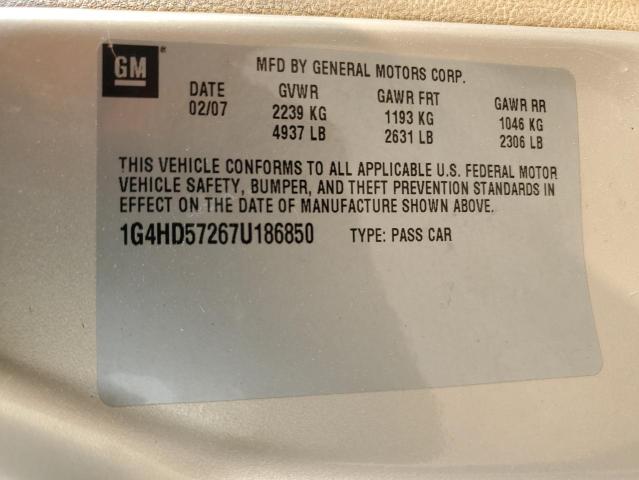 GM
MFD BY GENERAL MOTORS CORP.
DATE GVWR GAWR FRT GAWR RR
02/07 2239 KG 1193 KG 1046 KG
4937 LB 2631 LB 2306 LB
THIS VEHICLE CONFORMS TO ALL APPLICABLE U.S. FEDERAL MOTOR
VEHICLE SAFETY, BUMPER, AND THEFT PREVENTION STANDARDS IN
EFFECT ON THE DATE OF MANUFACTURE SHOWN ABOVE.
1G4HD57267U186850 TYPE: PASS CAR